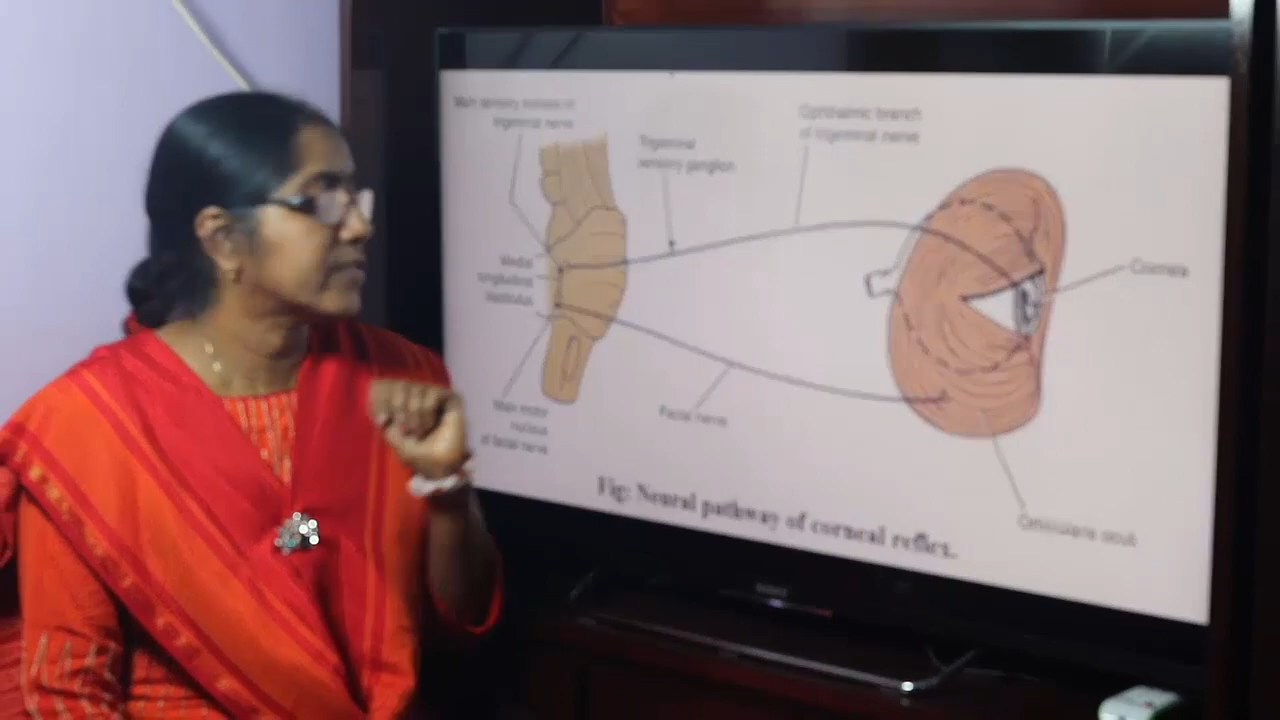 Main sensory nucleus of
trigeminal nerve
Trigeminal
sensory ganglion
Ophthalmic branch
of trigeminal nerve
Medial
longitudinal
fasciculus
Cornea
Main motor
nucleus
of facial nerve
Facial nerve
Orbicularis oculi
Fig: Neural pathway of corneal reflex.